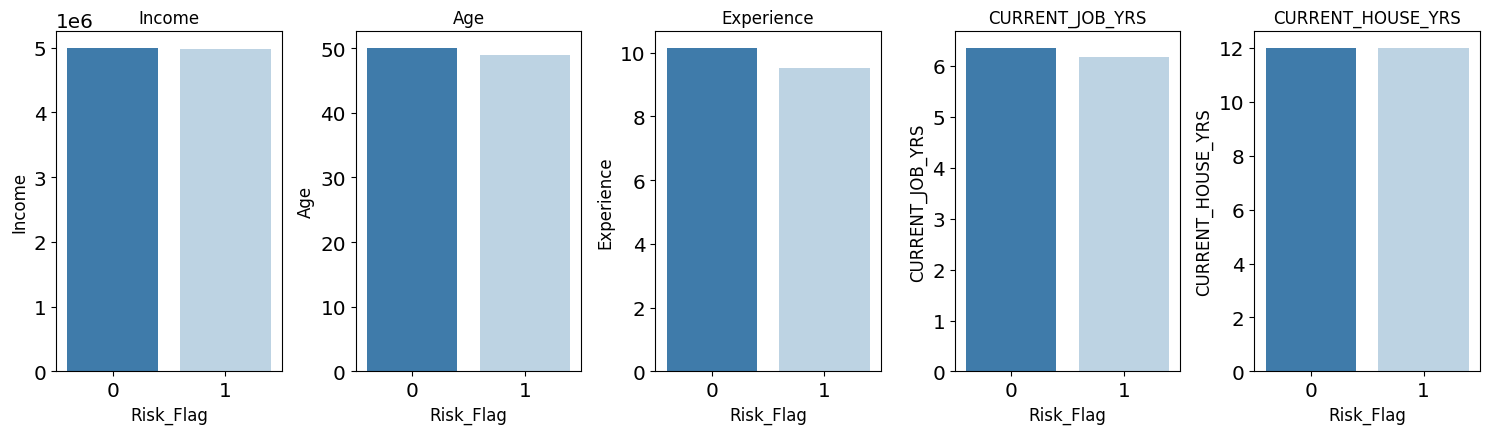 1e6
Income
Income
5
4
3
2
1
0
0 1
Risk_Flag
Age
Age
50
40
30
20
10
0
0 1
Risk_Flag
Experience
Experience
10
8
6
4
2
0
0 1
Risk_Flag
CURRENT_JOB_YRS
CURRENT_JOB_YRS
6
5
4
3
2
1
0
0 1
Risk_Flag
CURRENT_HOUSE_YRS
CURRENT_HOUSE_YRS
12
10
8
6
4
2
0
0 1
Risk_Flag